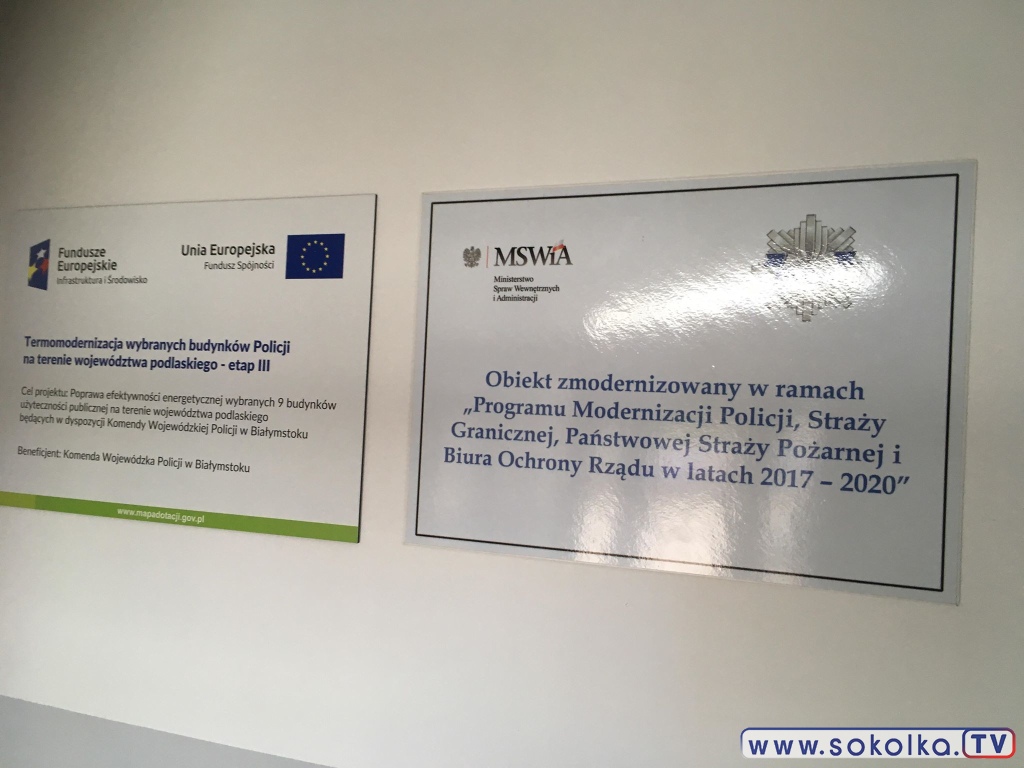 Fundusze
Europejskie
Infrastruktura i Środowisko
Unia Europejska
Fundusz Spójności
Termomodernizacja wybranych budynków Policji
na terenie województwa podlaskiego - etap III
Cel projektu: Poprawa efektywności energetycznej wybranych 9 budynków
użyteczności publicznej na terenie województwa podlaskiego
będących w dyspozycji Komendy Wojewódzkiej Policji w Białymstoku
Beneficjent: Komenda Wojewódzka Policji w Białymstoku
www.mapadotacji.gov.pl
MSWiA
Ministerstwo
Spraw Wewnętrznych
i Administracji
Obiekt zmodernizowany w ramach
„Programu Modernizacji Policji, Straży
Granicznej, Państwowej Straży Pożarnej i
Biura Ochrony Rządu w latach 2017 – 2020”
www.sokolka.TV